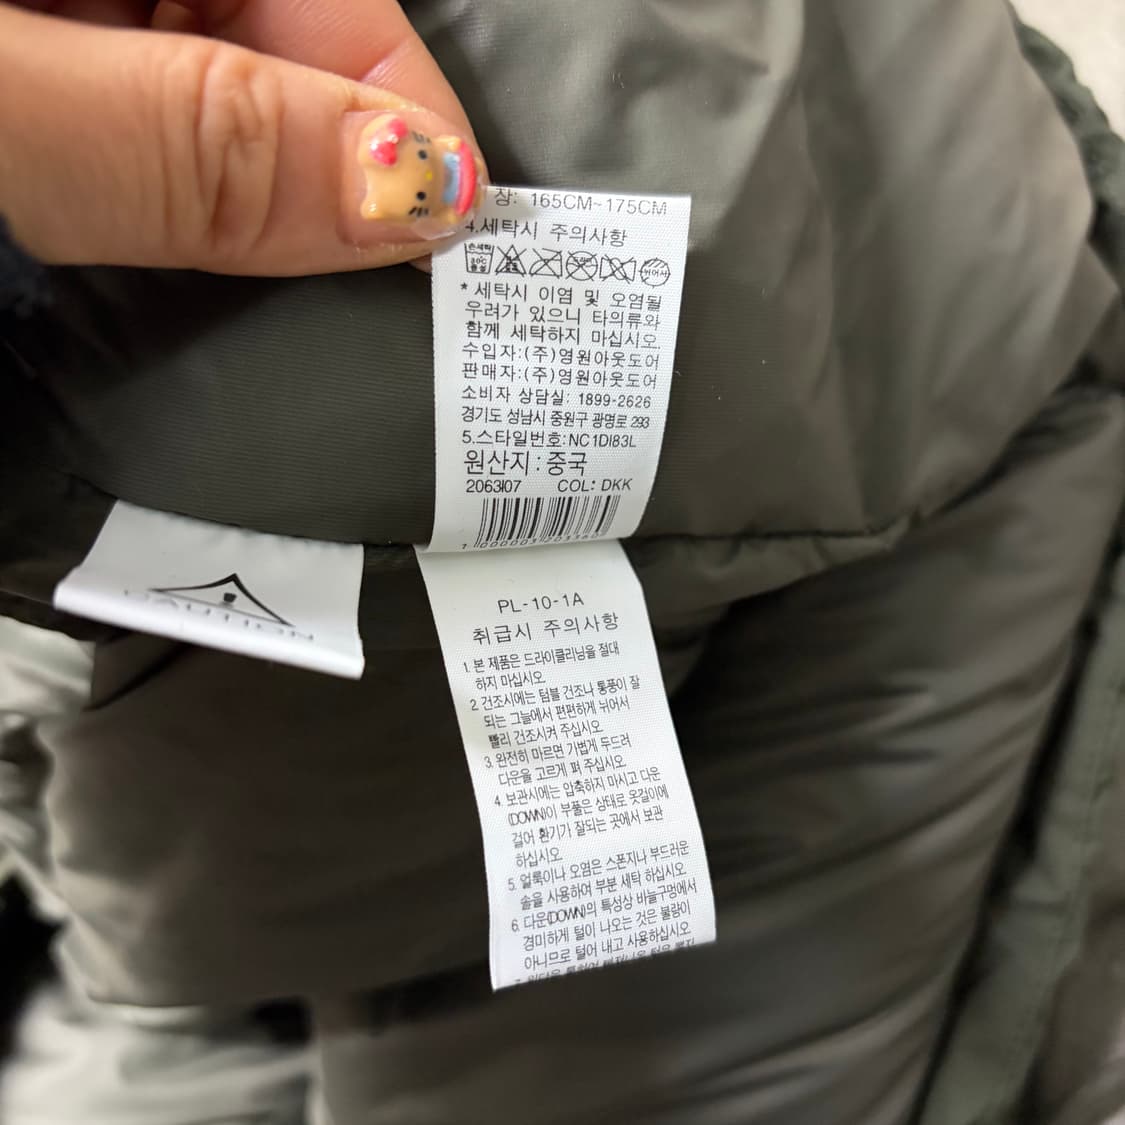 장: 165CM~175CM
4.세탁시 주의사항
손세탁
30℃
중성
뉘어서
* 세탁시 이염 및 오염될
우려가 있으니 타의류와
함께 세탁하지 마십시오.
수입자:(주)영원아웃도어
판매자:(주)영원아웃도어
소비자 상담실: 1899-2626
경기도 성남시 중원구 광명로 293
5.스타일번호:NC1DI83L
원산지:중국
2063I07 COL: DKK
CAUTION
PL-10-1A
취급시 주의사항
1. 본 제품은 드라이클리닝을 절대
하지 마십시오.
2 건조시에는 텀블 건조나 통풍이 잘
되는 그늘에서 편편하게 뉘어서
빨리 건조시켜 주십시오
3. 완전히 마르면 가볍게 두드려
다운을 고르게 펴 주십시오.
4. 보관시에는 압축하지 마시고 다운
(DOWN)이 부풀은 상태로 옷걸이에
걸어 환기가 잘되는 곳에서 보관
하십시오.
5. 얼룩이나 오염은 스폰지나 부드러운
솔을 사용하여 부분 세탁 하십시오.
6. 다운(DOWN)의 특성상 바늘구멍에서
경미하게 털이 나오는 것은 불량이
아니므로 털어 내고 사용하십시오